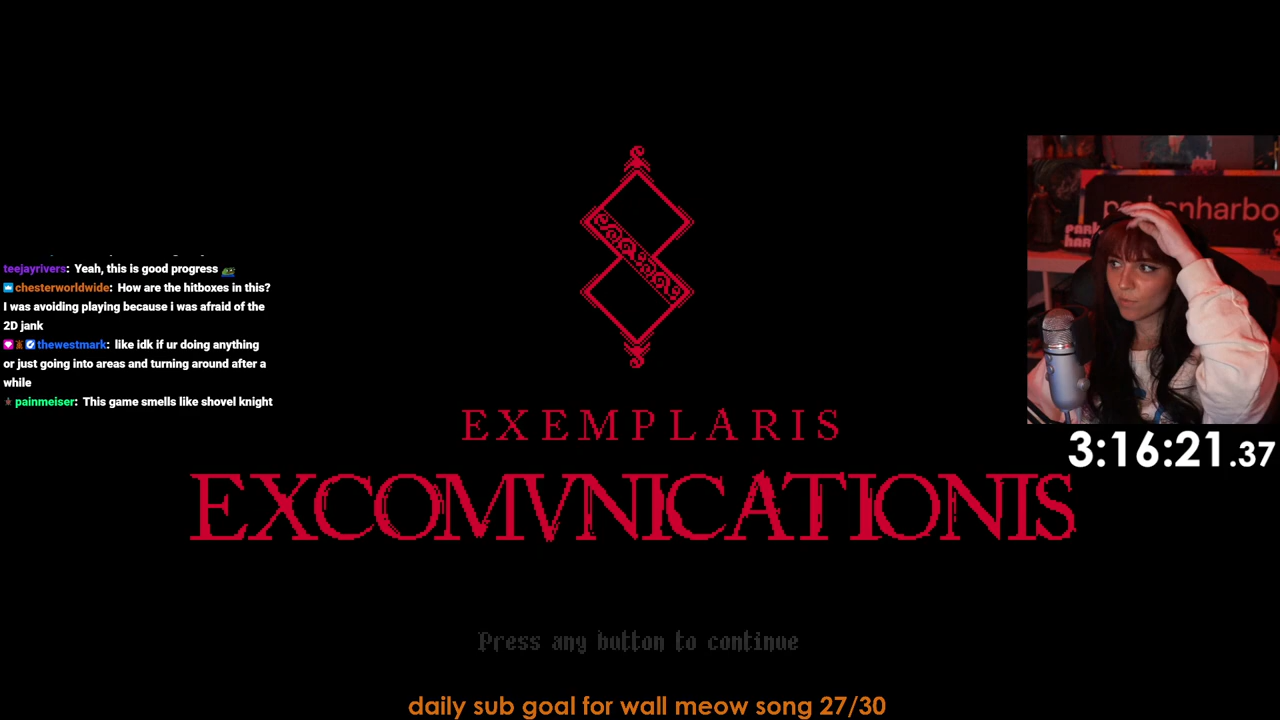 teejayrivers: Yeah, this is good progress
chesterworldwide: How are the hitboxes in this?
I was avoiding playing because i was afraid of the
2D jank
thewestmark: like idk if ur doing anything
or just going into areas and turning around after a
while
painmeiser: This game smells like shovel knight
EXEMPLARIS
EXCOMVNICATIONIS
Press any button to continue
3:16:21.37
daily sub goal for wall meow song 27/30